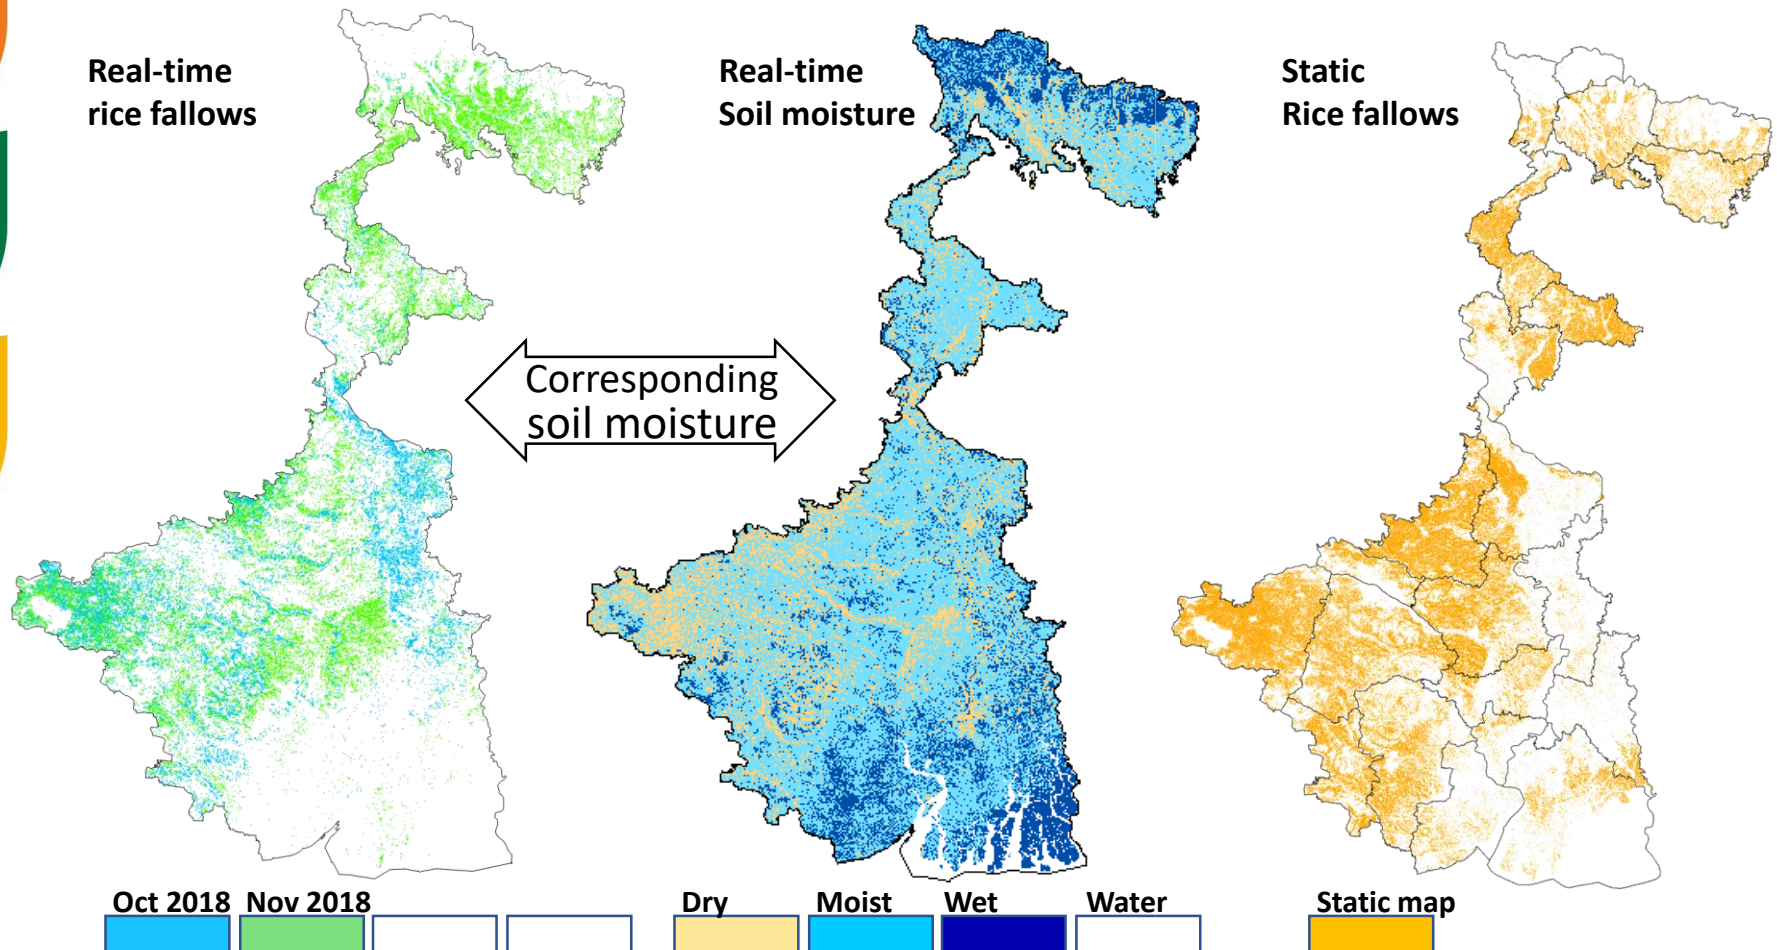 Real-time
rice fallows
Real-time
Soil moisture
Static
Rice fallows
Corresponding
soil moisture
Oct 2018 Nov 2018
Dry Moist Wet Water
Static map